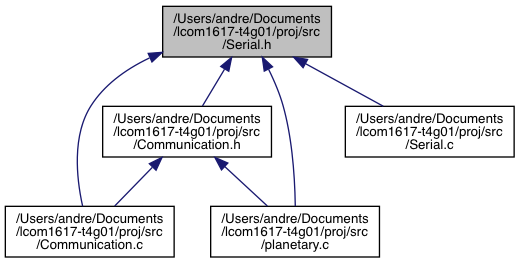 /Users/andre/Documents
/lcom1617-t4g01/proj/src
/Serial.h
/Users/andre/Documents
/lcom1617-t4g01/proj/src
/Communication.h
/Users/andre/Documents
/lcom1617-t4g01/proj/src
/Serial.c
/Users/andre/Documents
/lcom1617-t4g01/proj/src
/Communication.c
/Users/andre/Documents
/lcom1617-t4g01/proj/src
/planetary.c